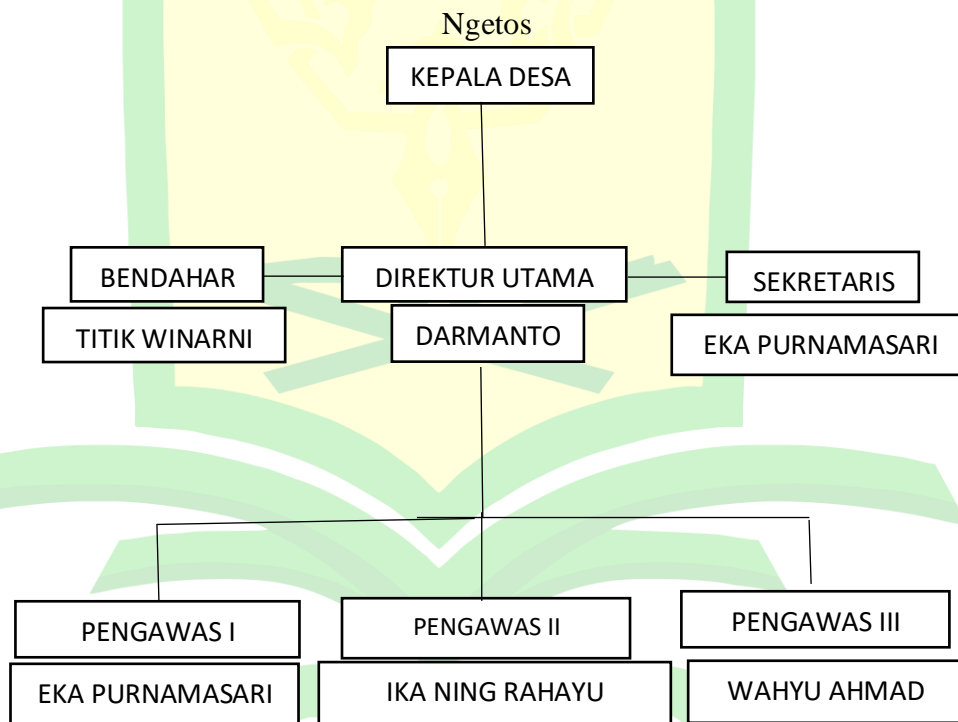 Ngetos
KEPALA DESA
BENDAHAR
DIREKTUR UTAMA
SEKRETARIS
TITIK WINARNI
DARMANTO
EKA PURNAMASARI
PENGAWAS I
PENGAWAS II
PENGAWAS III
EKA PURNAMASARI
IKA NING RAHAYU
WAHYU AHMAD